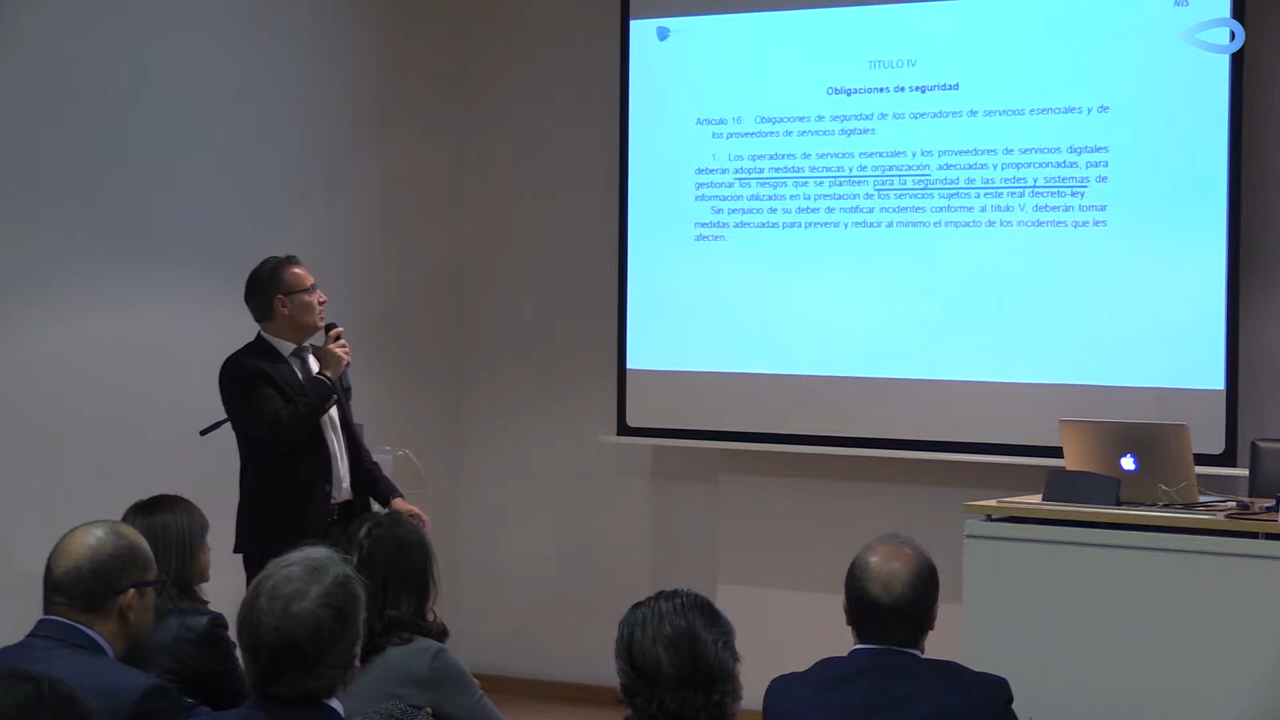 NIS
TÍTULO IV
Obligaciones de seguridad
Artículo 16. Obligaciones de seguridad de los operadores de servicios esenciales y de
los proveedores de servicios digitales.
1. Los operadores de servicios esenciales y los proveedores de servicios digitales
deberán adoptar medidas técnicas y de organización, adecuadas y proporcionadas, para
gestionar los riesgos que se planteen para la seguridad de las redes y sistemas de
información utilizados en la prestación de los servicios sujetos a este real decreto-ley.
Sin perjuicio de su deber de notificar incidentes conforme al título V, deberán tomar
medidas adecuadas para prevenir y reducir al mínimo el impacto de los incidentes que les
afecten.